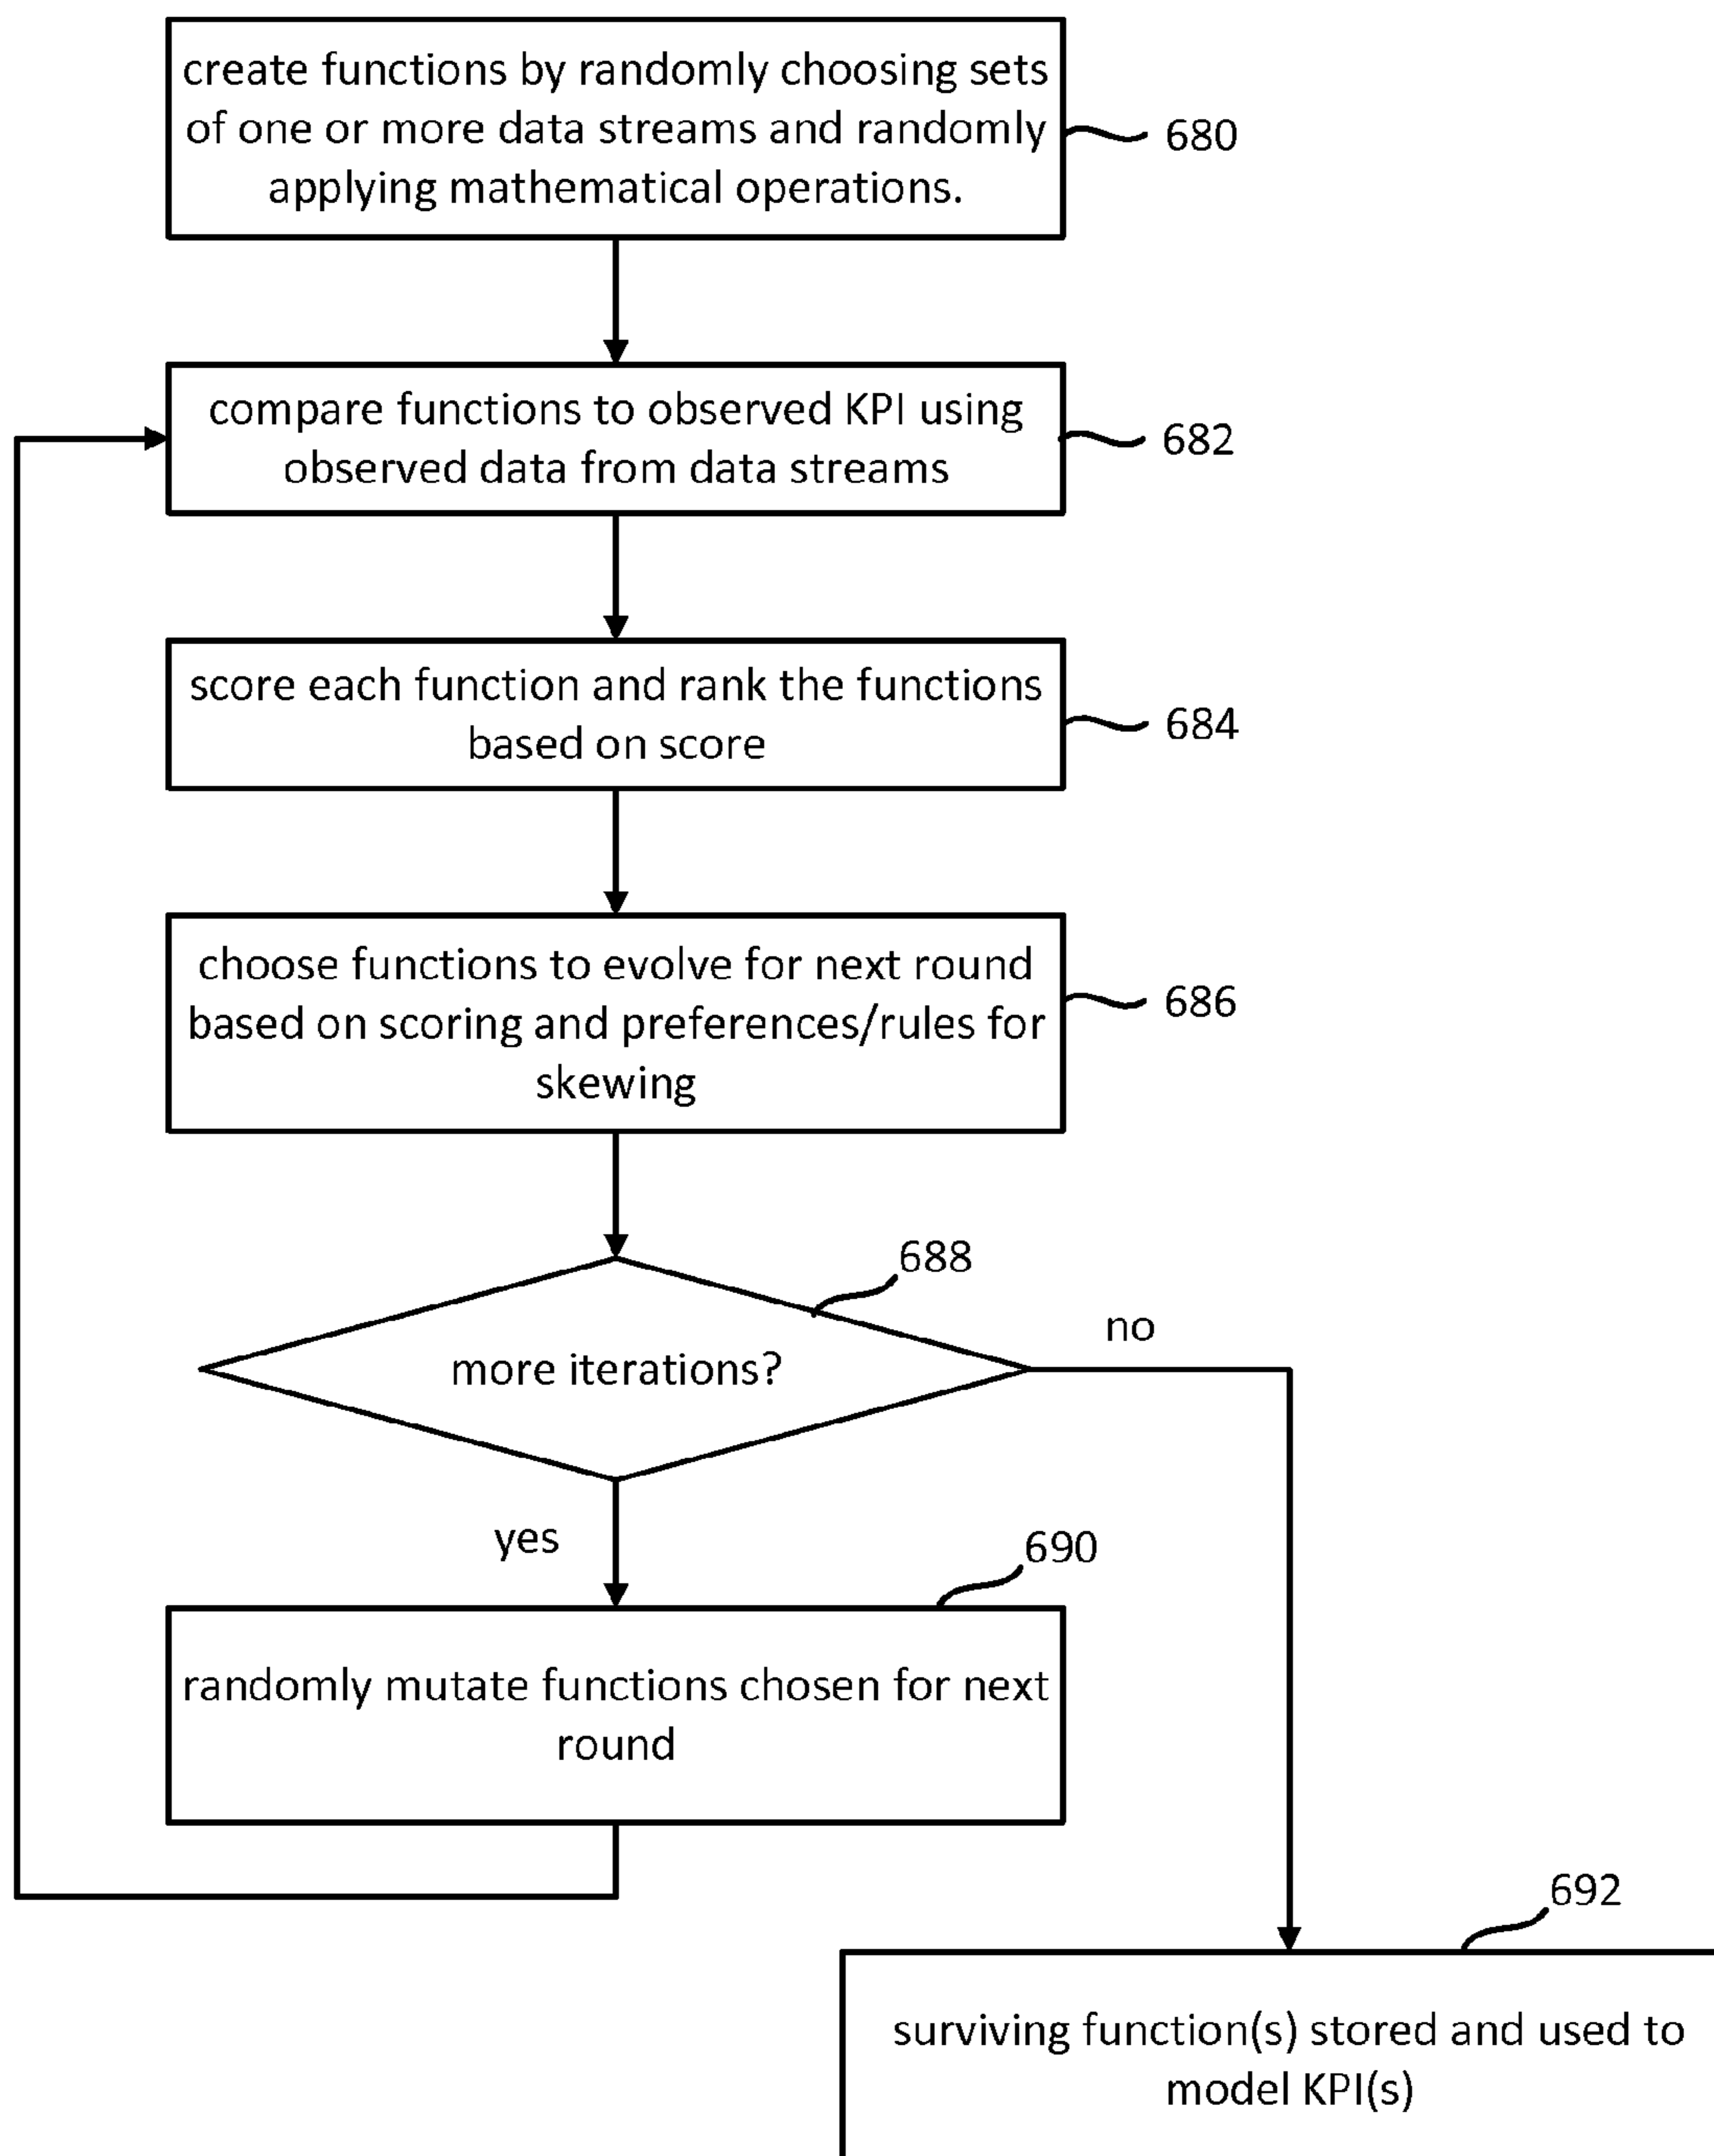 create functions by randomly choosing sets
of one or more data streams and randomly
applying mathematical operations.
680
compare functions to observed KPI using
observed data from data streams
682
score each function and rank the functions
based on score
684
choose functions to evolve for next round
based on scoring and preferences/rules for
skewing
686
688
more iterations?
no
yes
690
randomly mutate functions chosen for next
round
692
surviving function(s) stored and used to
model KPI(s)